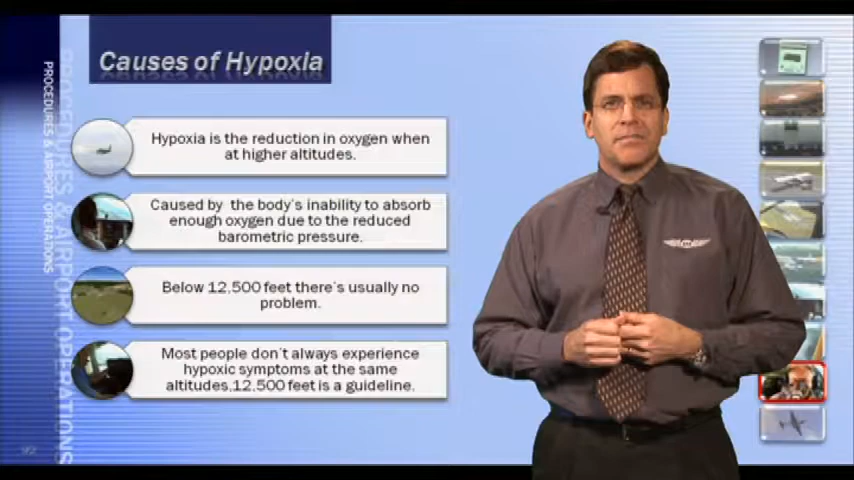 Causes of Hypoxia
PROCEDURES & AIRPORT OPERATIONS
PROCEDURES & AIRPORT OPERATIONS
Hypoxia is the reduction in oxygen when
at higher altitudes.
Caused by the body's inability to absorb
enough oxygen due to the reduced
barometric pressure.
Below 12,500 feet there's usually no
problem.
Most people don't always experience
hypoxic symptoms at the same
altitudes.12,500 feet is a guideline.